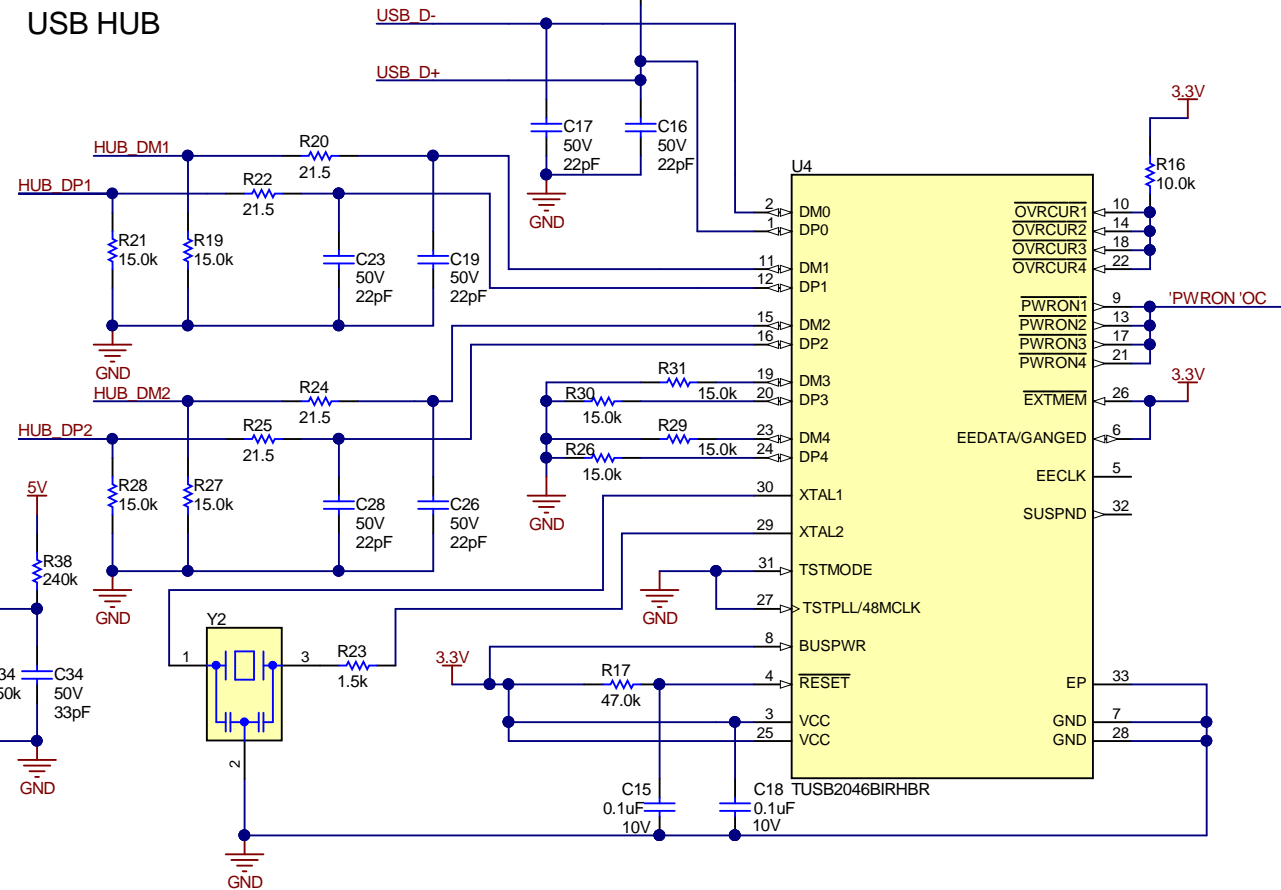 USB HUB
USB_D-
USB_D+
C17
50V
22pF
C16
50V
22pF
GND
HUB_DM1
R20
21.5
HUB_DP1
R22
21.5
R21
15.0k
R19
15.0k
C23
50V
22pF
C19
50V
22pF
GND
HUB_DM2
R24
21.5
HUB_DP2
R25
21.5
R28
15.0k
R27
15.0k
C28
50V
22pF
C26
50V
22pF
GND
R31
15.0k
R30
15.0k
R29
15.0k
R26
15.0k
GND
5V
R38
240k
34
50k
C34
50V
33pF
GND
Y2
1
3
2
R23
1.5k
GND
GND
3.3V
R17
47.0k
C15
0.1uF
10V
C18
0.1uF
10V
U4
2 DM0
1 DP0
11 DM1
12 DP1
15 DM2
16 DP2
19 DM3
20 DP3
23 DM4
24 DP4
30 XTAL1
29 XTAL2
31 TSTMODE
27 TSTPLL/48MCLK
8 BUSPWR
4 RESET
3 VCC
25 VCC
OVRCUR1 10
OVRCUR2 14
OVRCUR3 18
OVRCUR4 22
PWRON1 9
PWRON2 13
PWRON3 17
PWRON4 21
EXTMEM 26
EEDATA/GANGED 6
EECLK 5
SUSPND 32
EP 33
GND 7
GND 28
TUSB2046BIRHBR
3.3V
R16
10.0k
'PWRON 'OC
3.3V